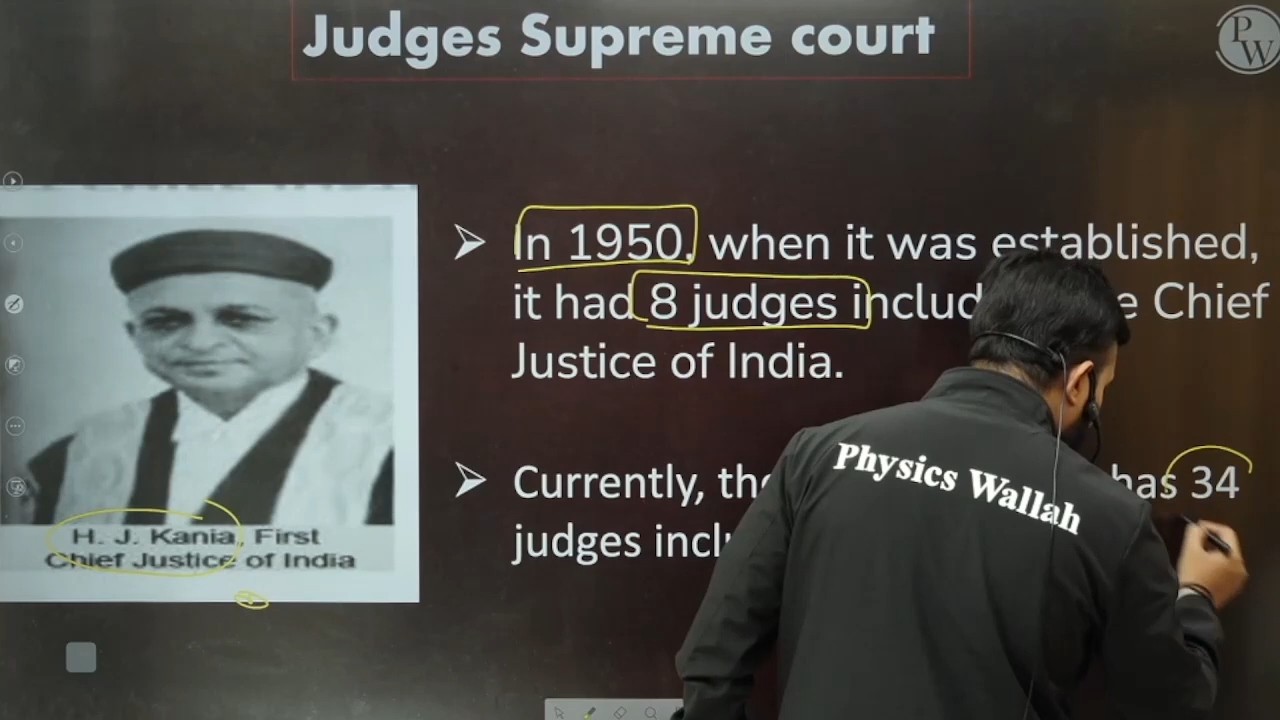 Judges Supreme court
PW
In 1950, when it was established,
it had 8 judges includ e Chief
Justice of India.
Currently, the has 34
judges incl
H. J. Kania, First
Chief Justice of India
Physics Wallah